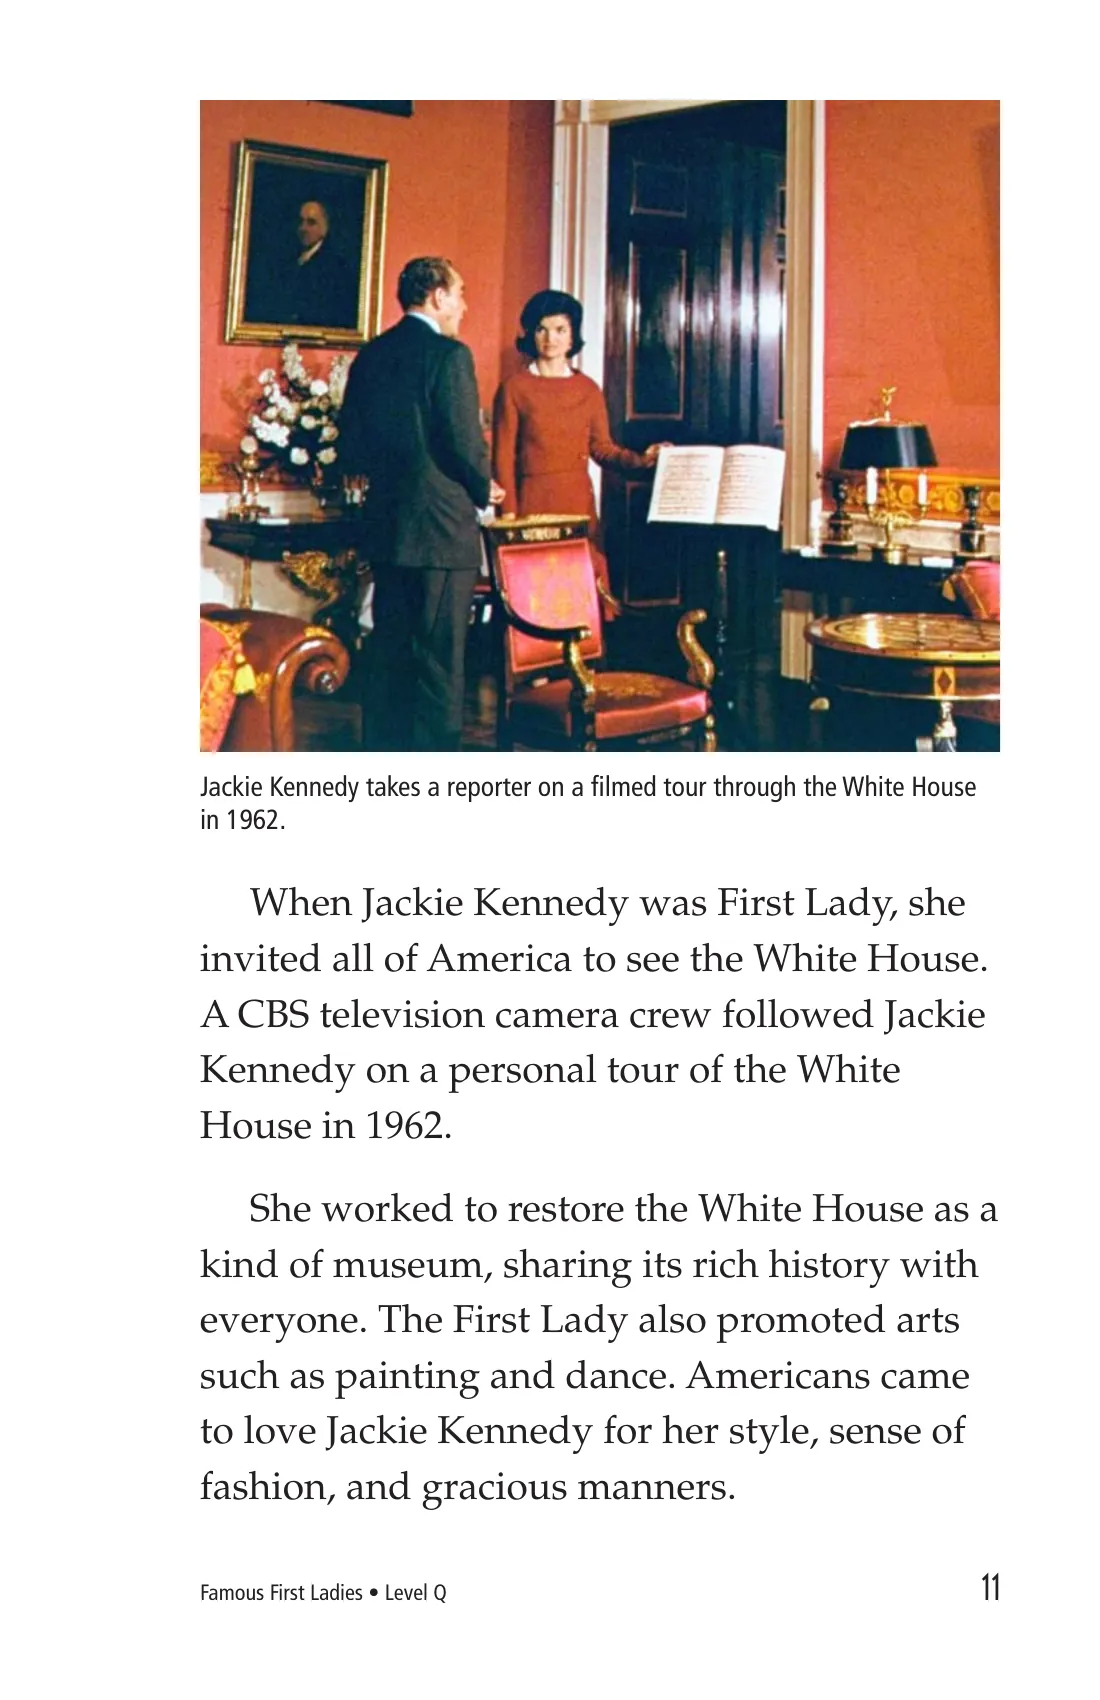 Jackie Kennedy takes a reporter on a filmed tour through the White House
in 1962.
When Jackie Kennedy was First Lady, she
invited all of America to see the White House.
A CBS television camera crew followed Jackie
Kennedy on a personal tour of the White
House in 1962.
She worked to restore the White House as a
kind of museum, sharing its rich history with
everyone. The First Lady also promoted arts
such as painting and dance. Americans came
to love Jackie Kennedy for her style, sense of
fashion, and gracious manners.
Famous First Ladies • Level Q
11